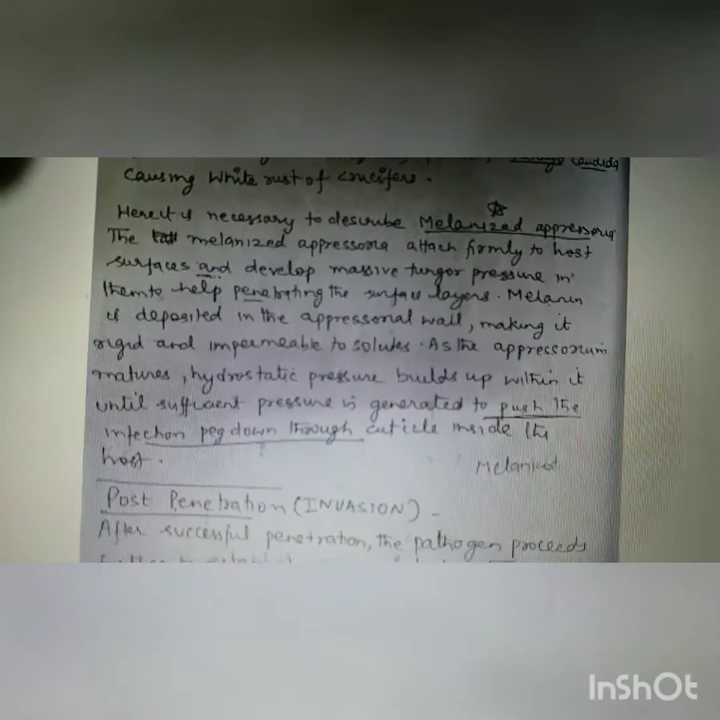 candida
causing White rust of crucifers.
Here it is necessary to describe Melanized appressoria
The melanized appressoria attach firmly to host
surfaces and develop massive turgor pressure in
them to help penetrating the surface layers. Melanin
is deposited in the appressorial wall, making it
rigid and impermeable to solutes. As the appressorium
matures, hydrostatic pressure builds up within it
until sufficient pressure is generated to push the
infection peg down through cuticle inside the
host.
Melanized
Post Penetration (INVASION) -
After successful penetration, the pathogen proceeds
InShOt